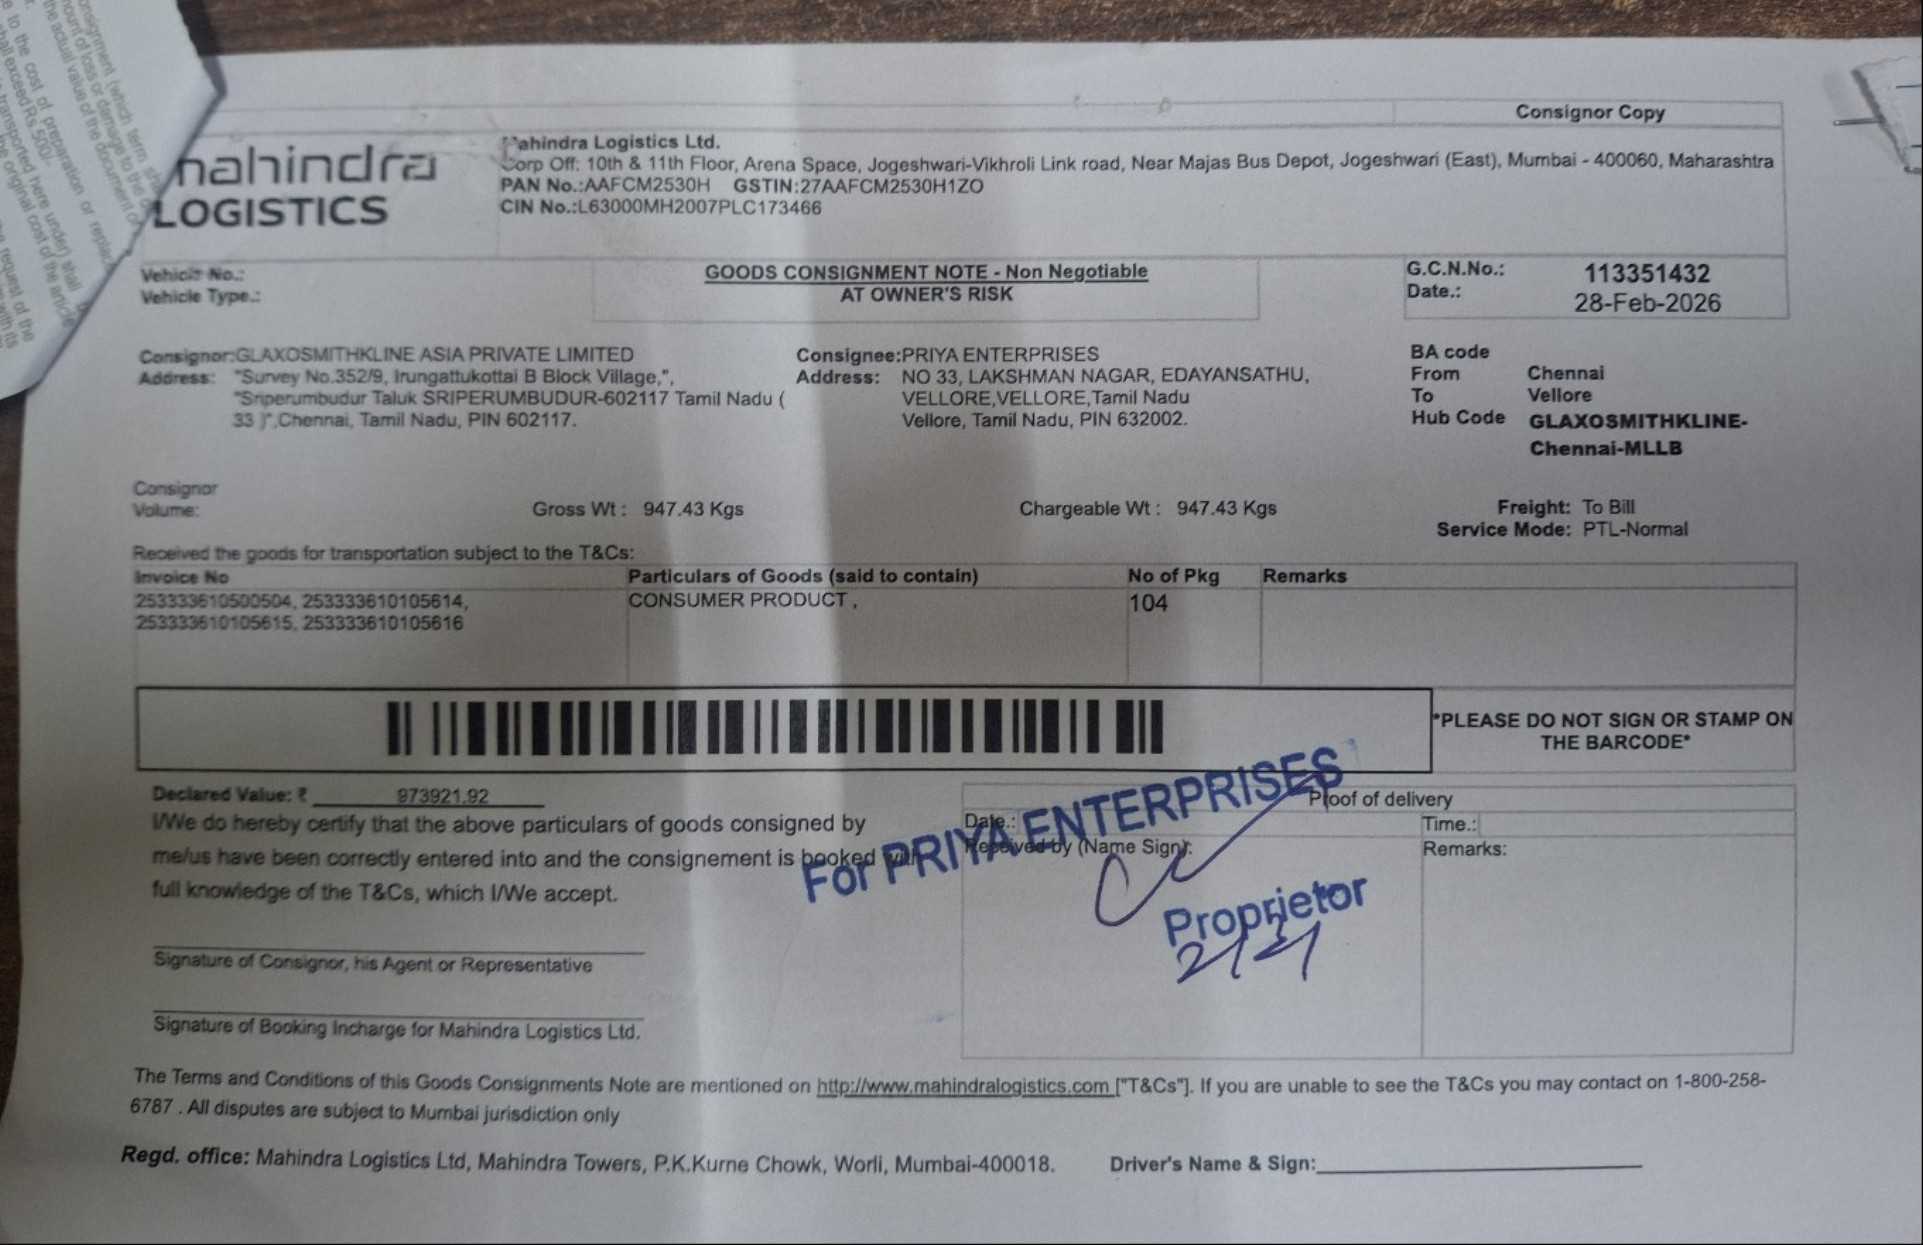 Consignor Copy
mahindra
LOGISTICS
Mahindra Logistics Ltd.
Corp Off: 10th & 11th Floor, Arena Space, Jogeshwari-Vikhroli Link road, Near Majas Bus Depot, Jogeshwari (East), Mumbai - 400060, Maharashtra
PAN No.:AAFCM2530H GSTIN:27AAFCM2530H1ZO
CIN No.:L63000MH2007PLC173466
Vehicle No.:
Vehicle Type.:
GOODS CONSIGNMENT NOTE - Non Negotiable
AT OWNER'S RISK
G.C.N.No.: 113351432
Date.: 28-Feb-2026
Consignor:GLAXOSMITHKLINE ASIA PRIVATE LIMITED
Address: "Survey No.352/9, Irungattukottai B Block Village,",
"Sriperumbudur Taluk SRIPERUMBUDUR-602117 Tamil Nadu (
33 )",Chennai, Tamil Nadu, PIN 602117.
Consignee:PRIYA ENTERPRISES
Address: NO 33, LAKSHMAN NAGAR, EDAYANSATHU,
VELLORE,VELLORE,Tamil Nadu
Vellore, Tamil Nadu, PIN 632002.
BA code
From Chennai
To Vellore
Hub Code GLAXOSMITHKLINE-
Chennai-MLLB
Consignor
Volume:
Gross Wt : 947.43 Kgs
Chargeable Wt : 947.43 Kgs
Freight: To Bill
Service Mode: PTL-Normal
Received the goods for transportation subject to the T&Cs:
Invoice No Particulars of Goods (said to contain) No of Pkg Remarks
253333610500504, 253333610105614, CONSUMER PRODUCT , 104
253333610105615, 253333610105616
*PLEASE DO NOT SIGN OR STAMP ON
THE BARCODE*
Declared Value: ₹ 973921.92
I/We do hereby certify that the above particulars of goods consigned by
me/us have been correctly entered into and the consignement is booked with
full knowledge of the T&Cs, which I/We accept.
Signature of Consignor, his Agent or Representative
Signature of Booking Incharge for Mahindra Logistics Ltd.
Proof of delivery
Date.:
Time.:
Received by (Name Sign):
Remarks:
For PRIYA ENTERPRISES
Proprietor
The Terms and Conditions of this Goods Consignments Note are mentioned on http://www.mahindralogistics.com ["T&Cs"]. If you are unable to see the T&Cs you may contact on 1-800-258-
6787 . All disputes are subject to Mumbai jurisdiction only
Regd. office: Mahindra Logistics Ltd, Mahindra Towers, P.K.Kurne Chowk, Worli, Mumbai-400018.
Driver's Name & Sign: